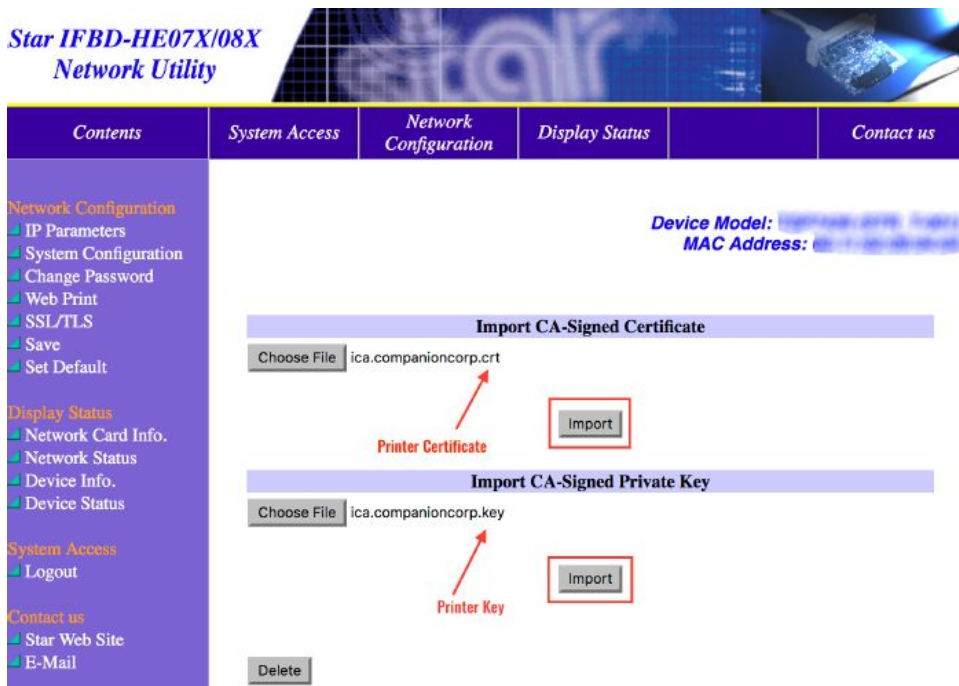 Star IFBD-HE07X/08X
Network Utility
star
Contents
System Access
Network
Configuration
Display Status
Contact us
Network Configuration
IP Parameters
System Configuration
Change Password
Web Print
SSL/TLS
Save
Set Default
Display Status
Network Card Info.
Network Status
Device Info.
Device Status
System Access
Logout
Contact us
Star Web Site
E-Mail
Device Model:
MAC Address:
Import CA-Signed Certificate
Choose File ica.companioncorp.crt
Import
Printer Certificate
Import CA-Signed Private Key
Choose File ica.companioncorp.key
Import
Printer Key
Delete